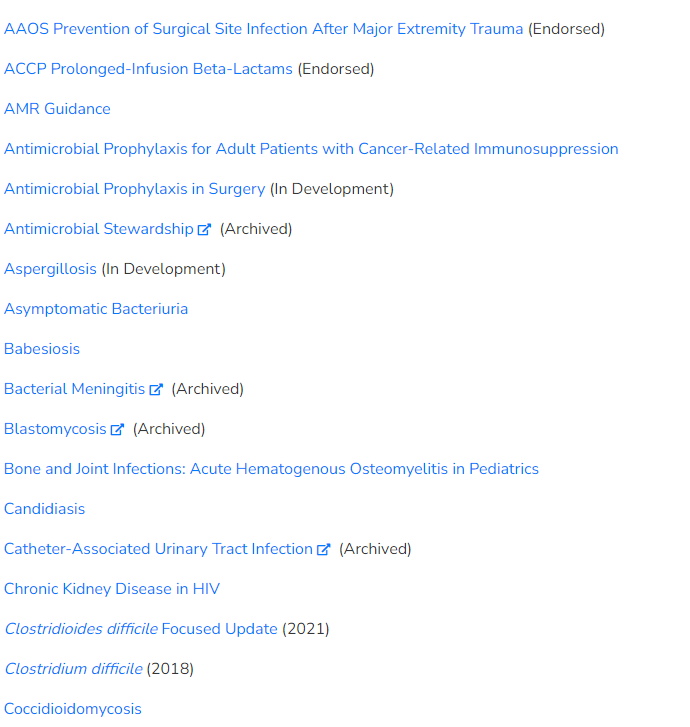 AAOS Prevention of Surgical Site Infection After Major Extremity Trauma (Endorsed)
ACCP Prolonged-Infusion Beta-Lactams (Endorsed)
AMR Guidance
Antimicrobial Prophylaxis for Adult Patients with Cancer-Related Immunosuppression
Antimicrobial Prophylaxis in Surgery (In Development)
Antimicrobial Stewardship (Archived)
Aspergillosis (In Development)
Asymptomatic Bacteriuria
Babesiosis
Bacterial Meningitis (Archived)
Blastomycosis (Archived)
Bone and Joint Infections: Acute Hematogenous Osteomyelitis in Pediatrics
Candidiasis
Catheter-Associated Urinary Tract Infection (Archived)
Chronic Kidney Disease in HIV
Clostridioides difficile Focused Update (2021)
Clostridium difficile (2018)
Coccidioidomycosis